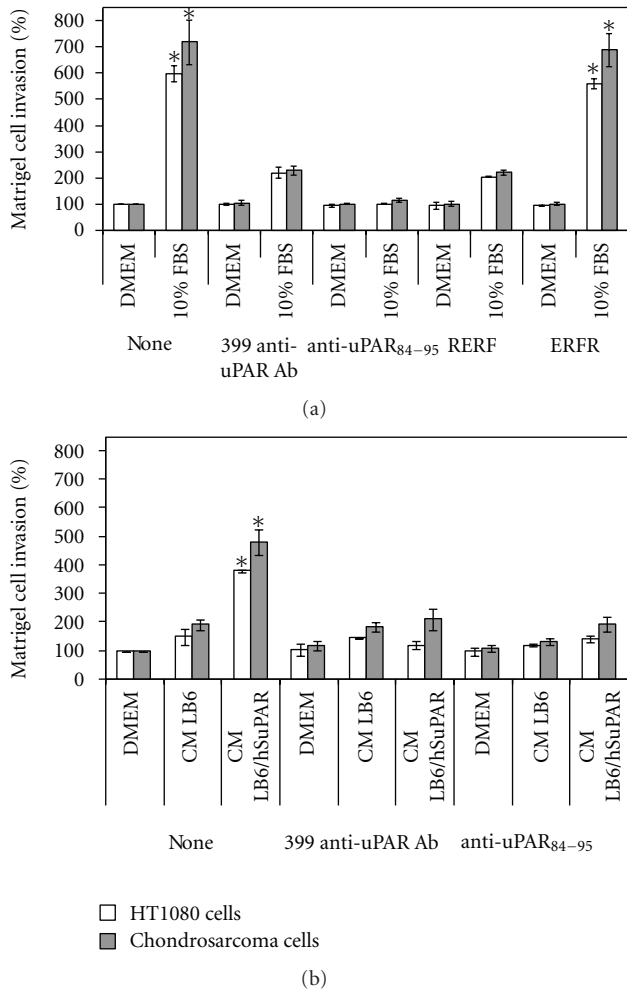 Matrigel cell invasion (%)
800
700
600
500
400
300
200
100
0
* * * *
DMEM 10% FBS DMEM 10% FBS DMEM 10% FBS DMEM 10% FBS DMEM 10% FBS
None 399 anti- anti-uPAR84–95 RERF ERFR
uPAR Ab
(a)
Matrigel cell invasion (%)
800
700
600
500
400
300
200
100
0
* *
DMEM CM LB6 CM LB6/hSuPAR DMEM CM LB6 CM LB6/hSuPAR DMEM CM LB6 CM LB6/hSuPAR
None 399 anti-uPAR Ab anti-uPAR84–95
HT1080 cells
Chondrosarcoma cells
(b)